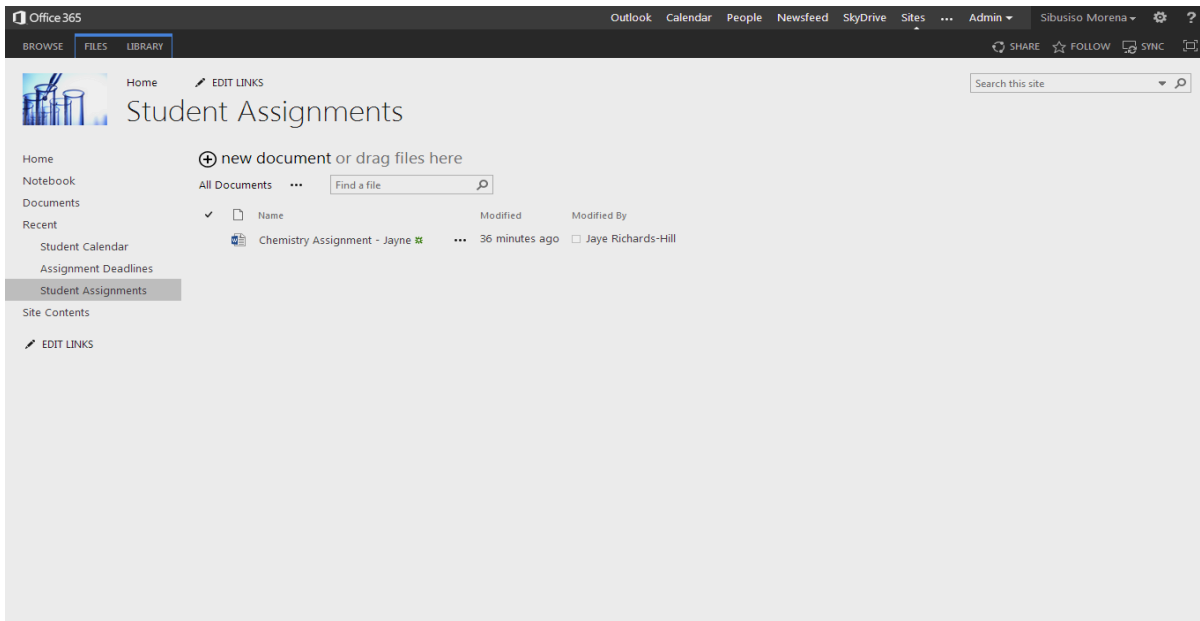 Office 365 Outlook Calendar People Newsfeed SkyDrive Sites ... Admin Sibusiso Morena ?
BROWSE FILES LIBRARY SHARE FOLLOW SYNC
Home EDIT LINKS Search this site
Student Assignments
Home
Notebook
Documents
Recent
Student Calendar
Assignment Deadlines
Student Assignments
Site Contents
EDIT LINKS
new document or drag files here
All Documents ... Find a file
Name Modified Modified By
Chemistry Assignment - Jayne ... 36 minutes ago Jaye Richards-Hill